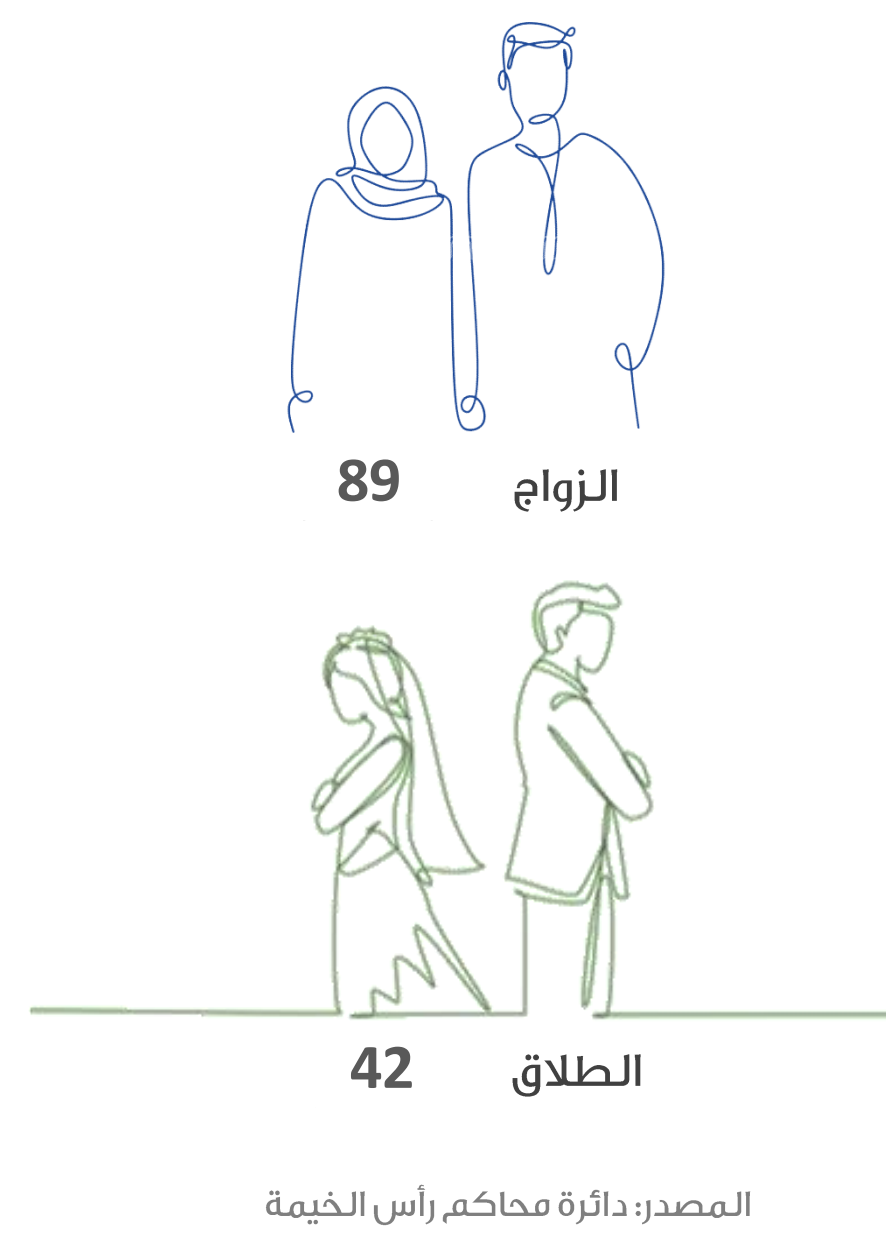 الزواج 89
الطلاق 42
المصدر: دائرة محاكم رأس الخيمة